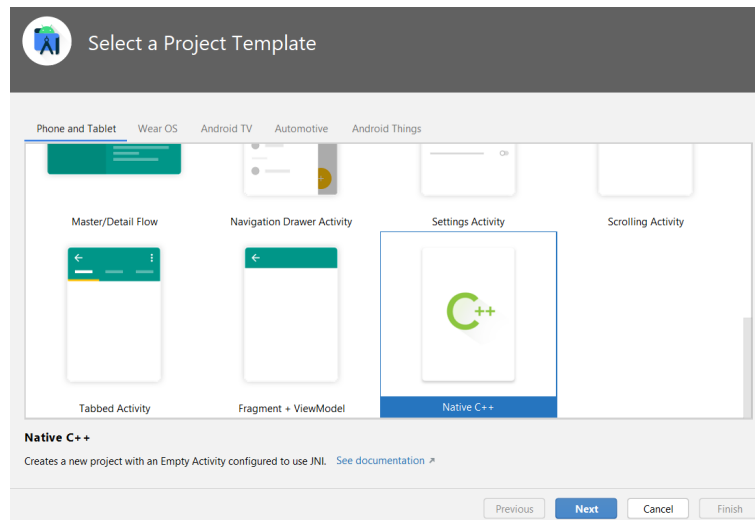 Select a Project Template
Phone and Tablet Wear OS Android TV Automotive Android Things
Master/Detail Flow Navigation Drawer Activity Settings Activity Scrolling Activity
C++
Tabbed Activity Fragment + ViewModel Native C++
Native C++
Creates a new project with an Empty Activity configured to use JNI. See documentation ↗
Previous Next Cancel Finish